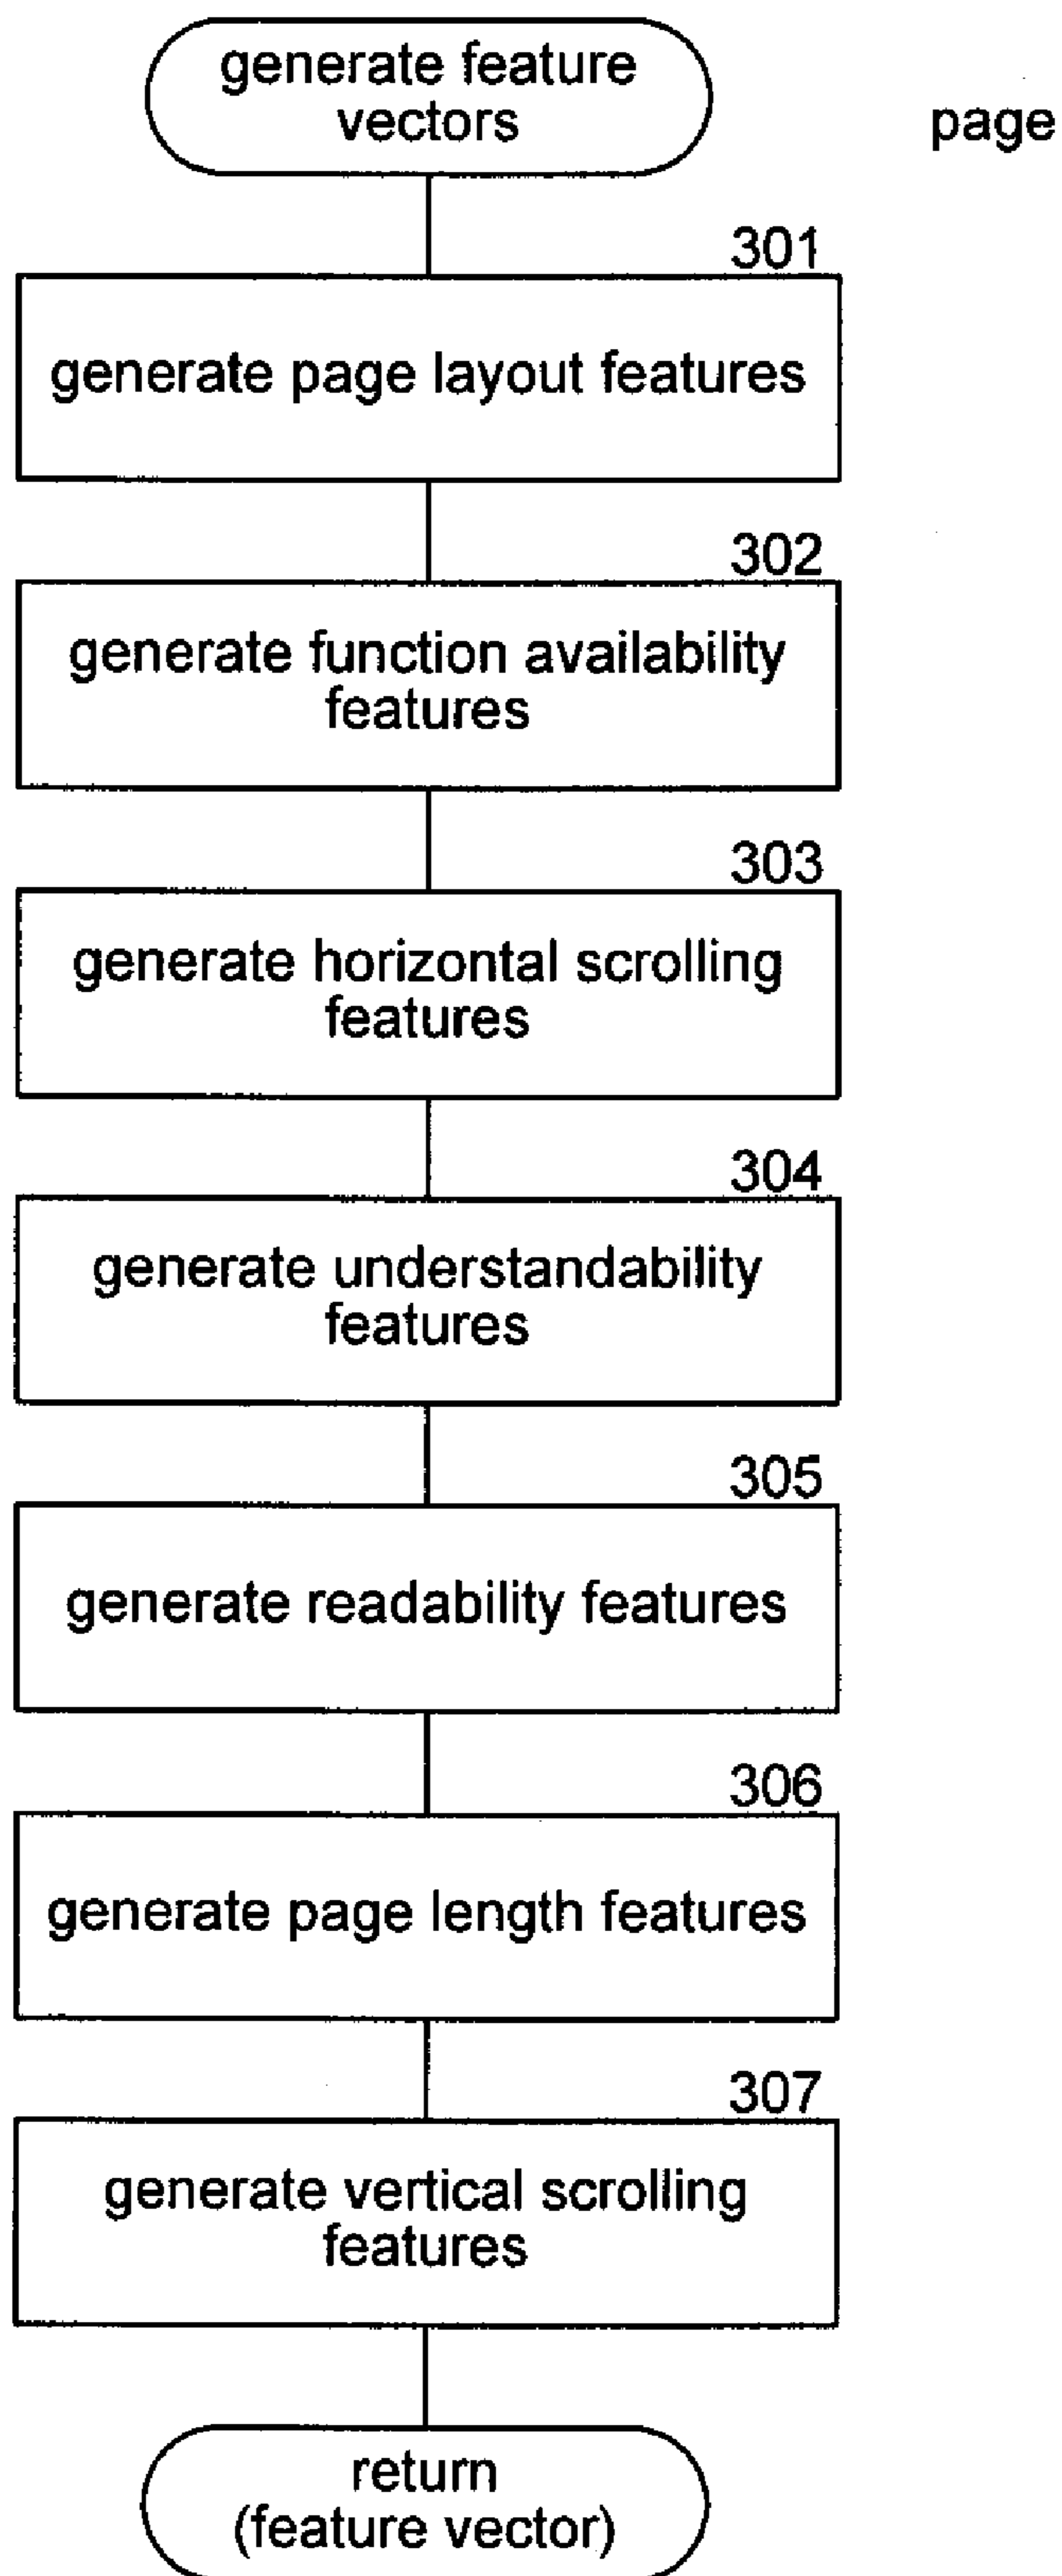 generate feature
vectors
page
301
generate page layout features
302
generate function availability
features
303
generate horizontal scrolling
features
304
generate understandability
features
305
generate readability features
306
generate page length features
307
generate vertical scrolling
features
return
(feature vector)